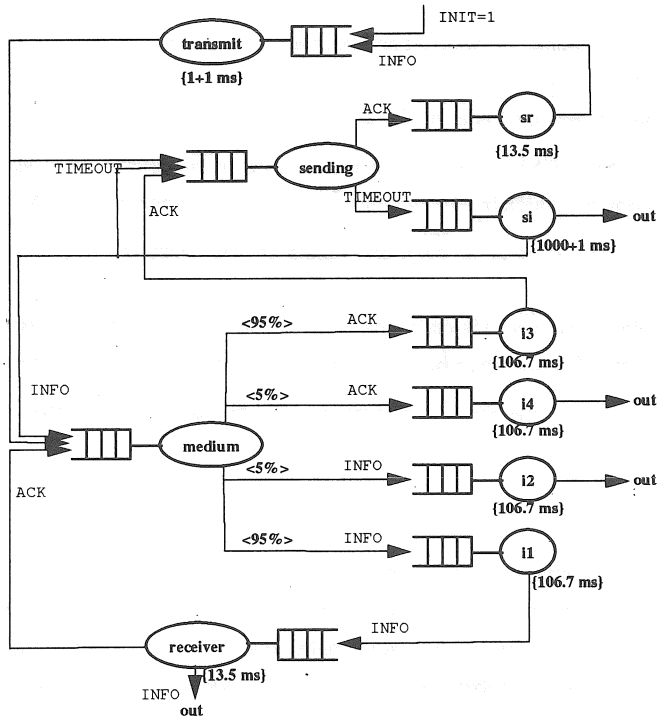 INIT=1
transmit
INFO
{1+1 ms}
ACK
sr
{13.5 ms}
TIMEOUT
sending
TIMEOUT
ACK
si
out
{1000+1 ms}
<95%>
ACK
i3
{106.7 ms}
INFO
<5%>
ACK
i4
out
{106.7 ms}
medium
<5%>
INFO
i2
out
{106.7 ms}
ACK
<95%>
INFO
i1
{106.7 ms}
INFO
receiver
{13.5 ms}
INFO
out